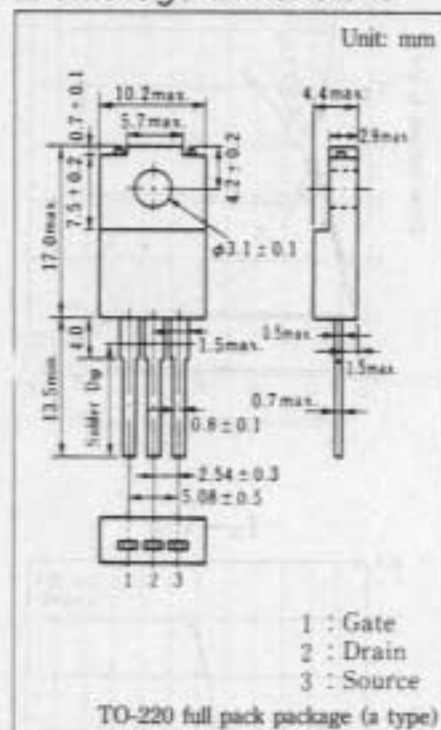 Unit: mm
10.2max.
5.7max.
4.4max.
2.9max.
0.7 ± 0.1
7.5 ± 0.2
17.0max.
4.2 ± 0.2
φ3.1 ± 0.1
4.0
13.5min.
Solder Dip
1.5max.
0.8 ± 0.1
2.54 ± 0.3
5.08 ± 0.5
0.5max.
1.5max.
0.7max.
1 2 3
1 : Gate
2 : Drain
3 : Source
TO-220 full pack package (a type)